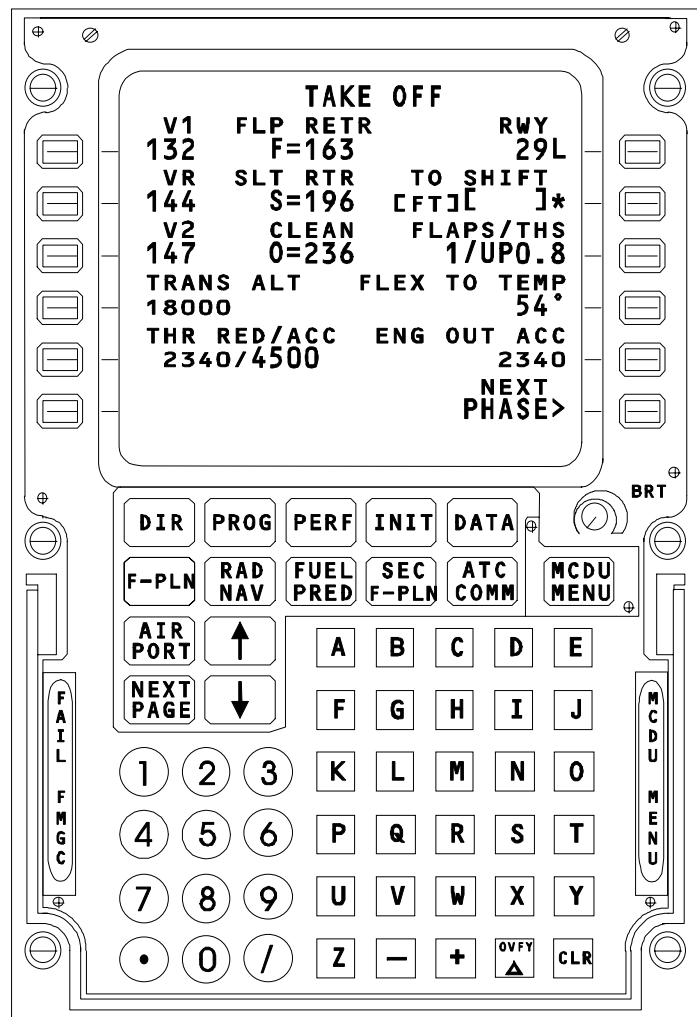 TAKE OFF
V1 FLP RETR RWY
132 F=163 29L
VR SLT RTR TO SHIFT
144 S=196 [FT][ ]*
V2 CLEAN FLAPS/THS
147 O=236 1/UP0.8
TRANS ALT FLEX TO TEMP
18000 54°
THR RED/ACC ENG OUT ACC
2340/4500 2340
NEXT
PHASE>
BRT
DIR PROG PERF INIT DATA
F-PLN RAD NAV FUEL PRED SEC F-PLN ATC COMM MCDU MENU
AIR PORT ↑
NEXT PAGE ↓
A B C D E
F G H I J
1 2 3 K L M N O
4 5 6 P Q R S T
7 8 9 U V W X Y
• 0 / Z — + OVFY Δ CLR
FAIL FMGC
MCDU MENU